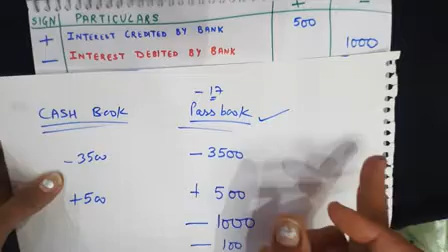 SIGN PARTICULARS + −
+ INTEREST CREDITED BY BANK 500
− INTEREST DEBITED BY BANK 1000
− 17
CASH BOOK Pass book ✓
− 3500 − 3500
+ 500 + 500
− 1000
− 100